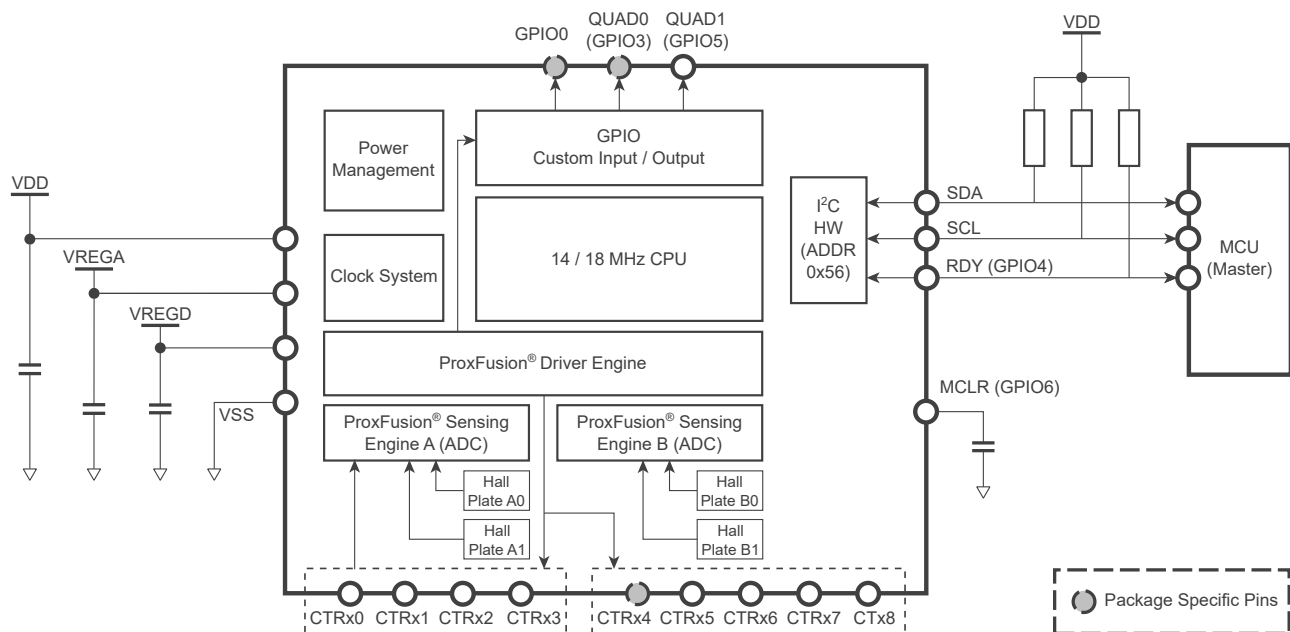 GPIO0
QUAD0
(GPIO3)
QUAD1
(GPIO5)
VDD
Power
Management
GPIO
Custom Input / Output
VDD
VREGA
VREGD
VSS
Clock System
14 / 18 MHz CPU
I²C
HW
(ADDR
0x56)
SDA
SCL
RDY (GPIO4)
MCU
(Master)
MCLR (GPIO6)
ProxFusion® Driver Engine
ProxFusion® Sensing
Engine A (ADC)
ProxFusion® Sensing
Engine B (ADC)
Hall
Plate A0
Hall
Plate A1
Hall
Plate B0
Hall
Plate B1
CTRx0
CTRx1
CTRx2
CTRx3
CTRx4
CTRx5
CTRx6
CTRx7
CTx8
Package Specific Pins